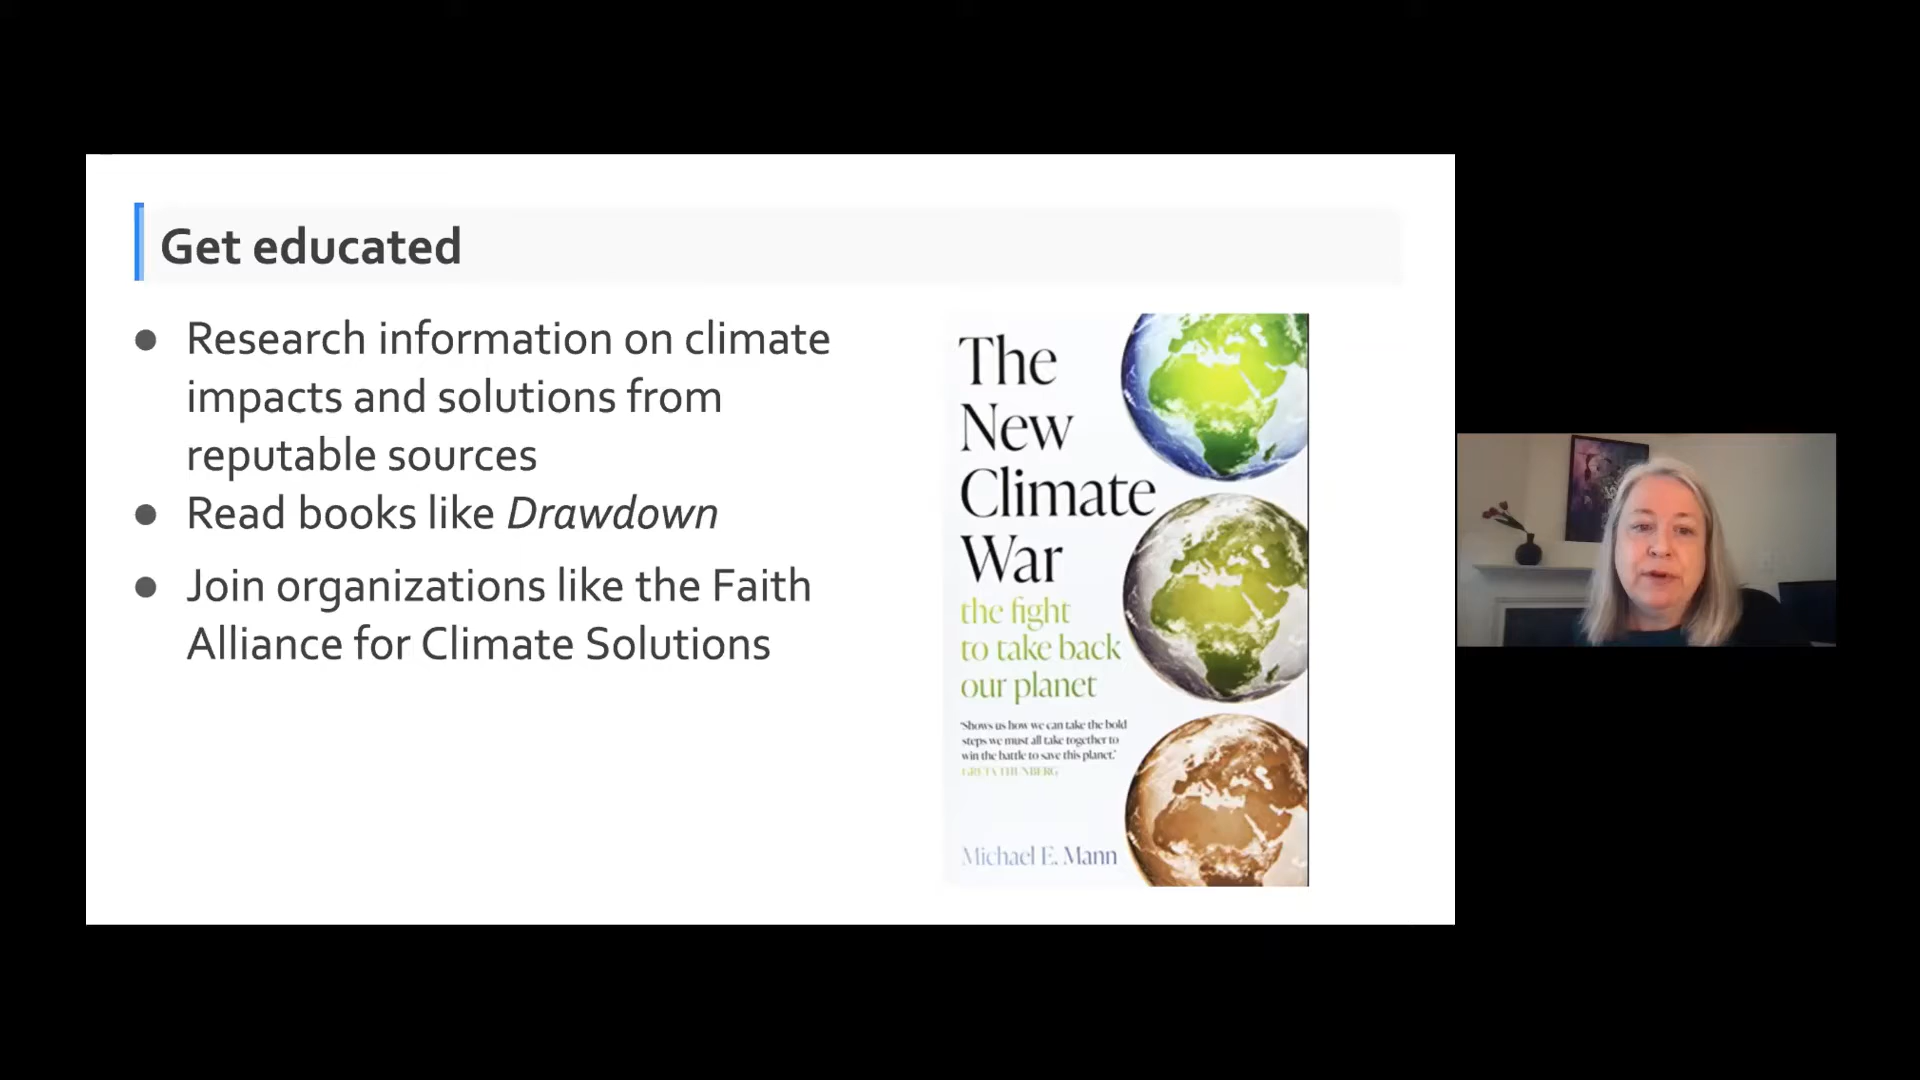 Get educated
Research information on climate
impacts and solutions from
reputable sources
Read books like Drawdown
Join organizations like the Faith
Alliance for Climate Solutions
The
New
Climate
War
the fight
to take back
our planet
‘Shows us how we can take the bold
steps we must all take together to
win the battle to save this planet.’
GRETA THUNBERG
Michael E. Mann